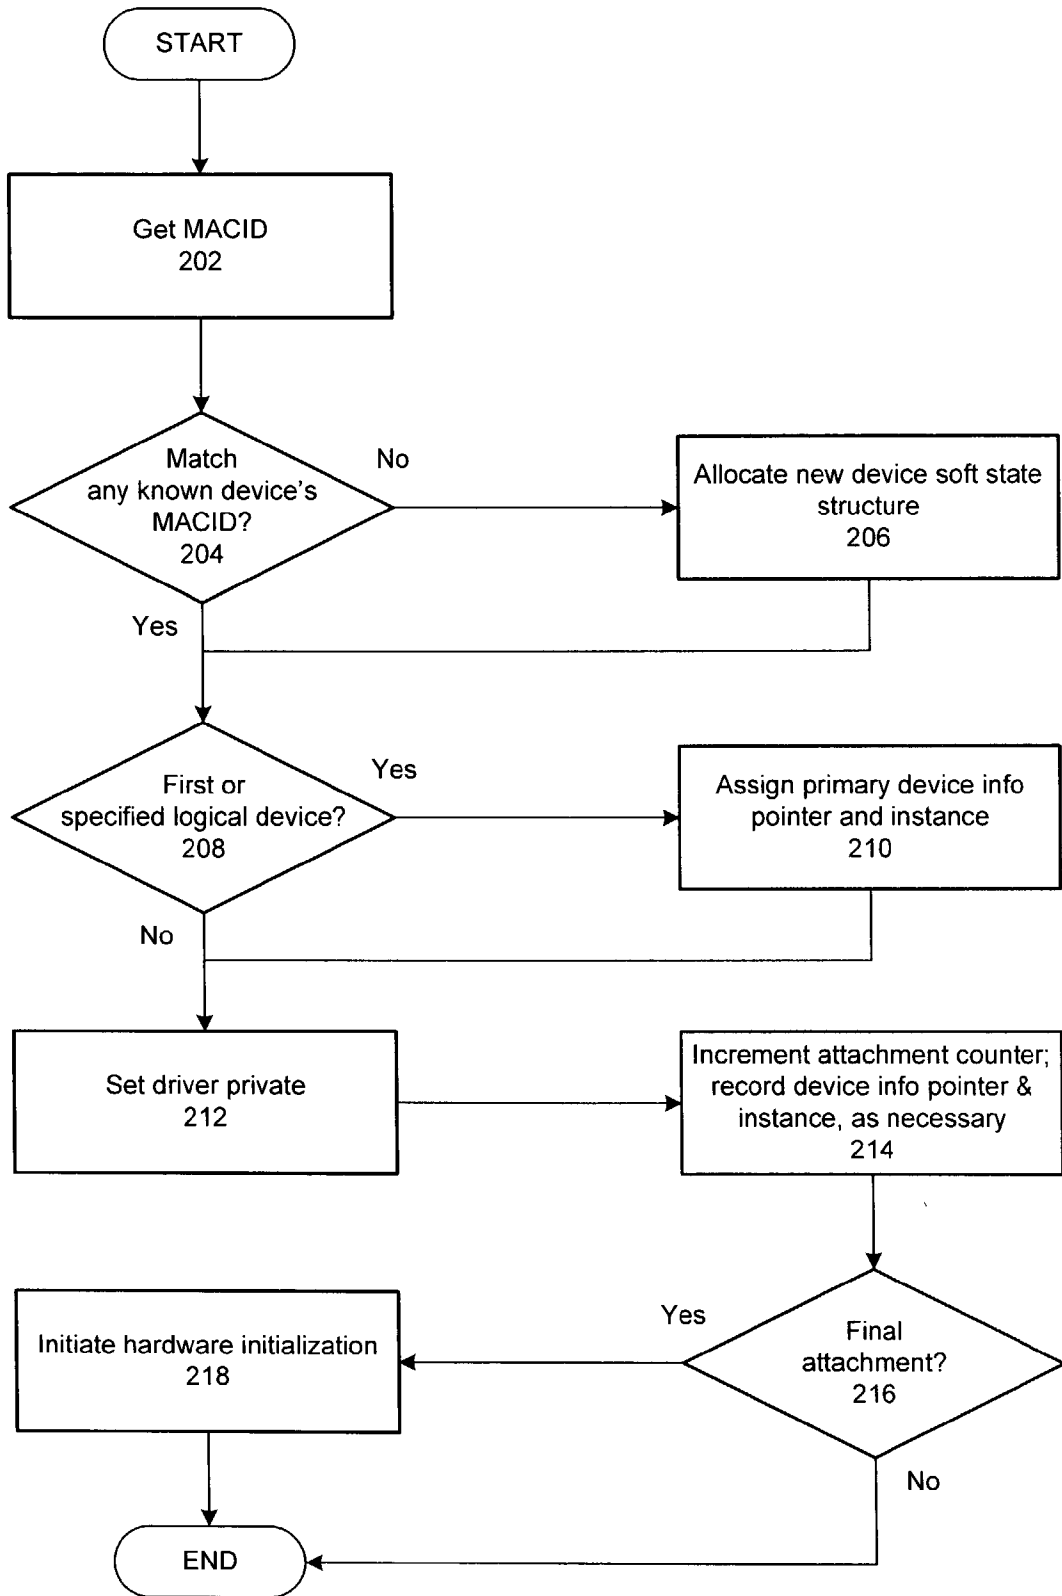 START
Get MACID
202
Match
any known device's
MACID?
204
No
Allocate new device soft state
structure
206
Yes
First or
specified logical device?
208
Yes
Assign primary device info
pointer and instance
210
No
Set driver private
212
Increment attachment counter;
record device info pointer &
instance, as necessary
214
Final
attachment?
216
Yes
Initiate hardware initialization
218
No
END